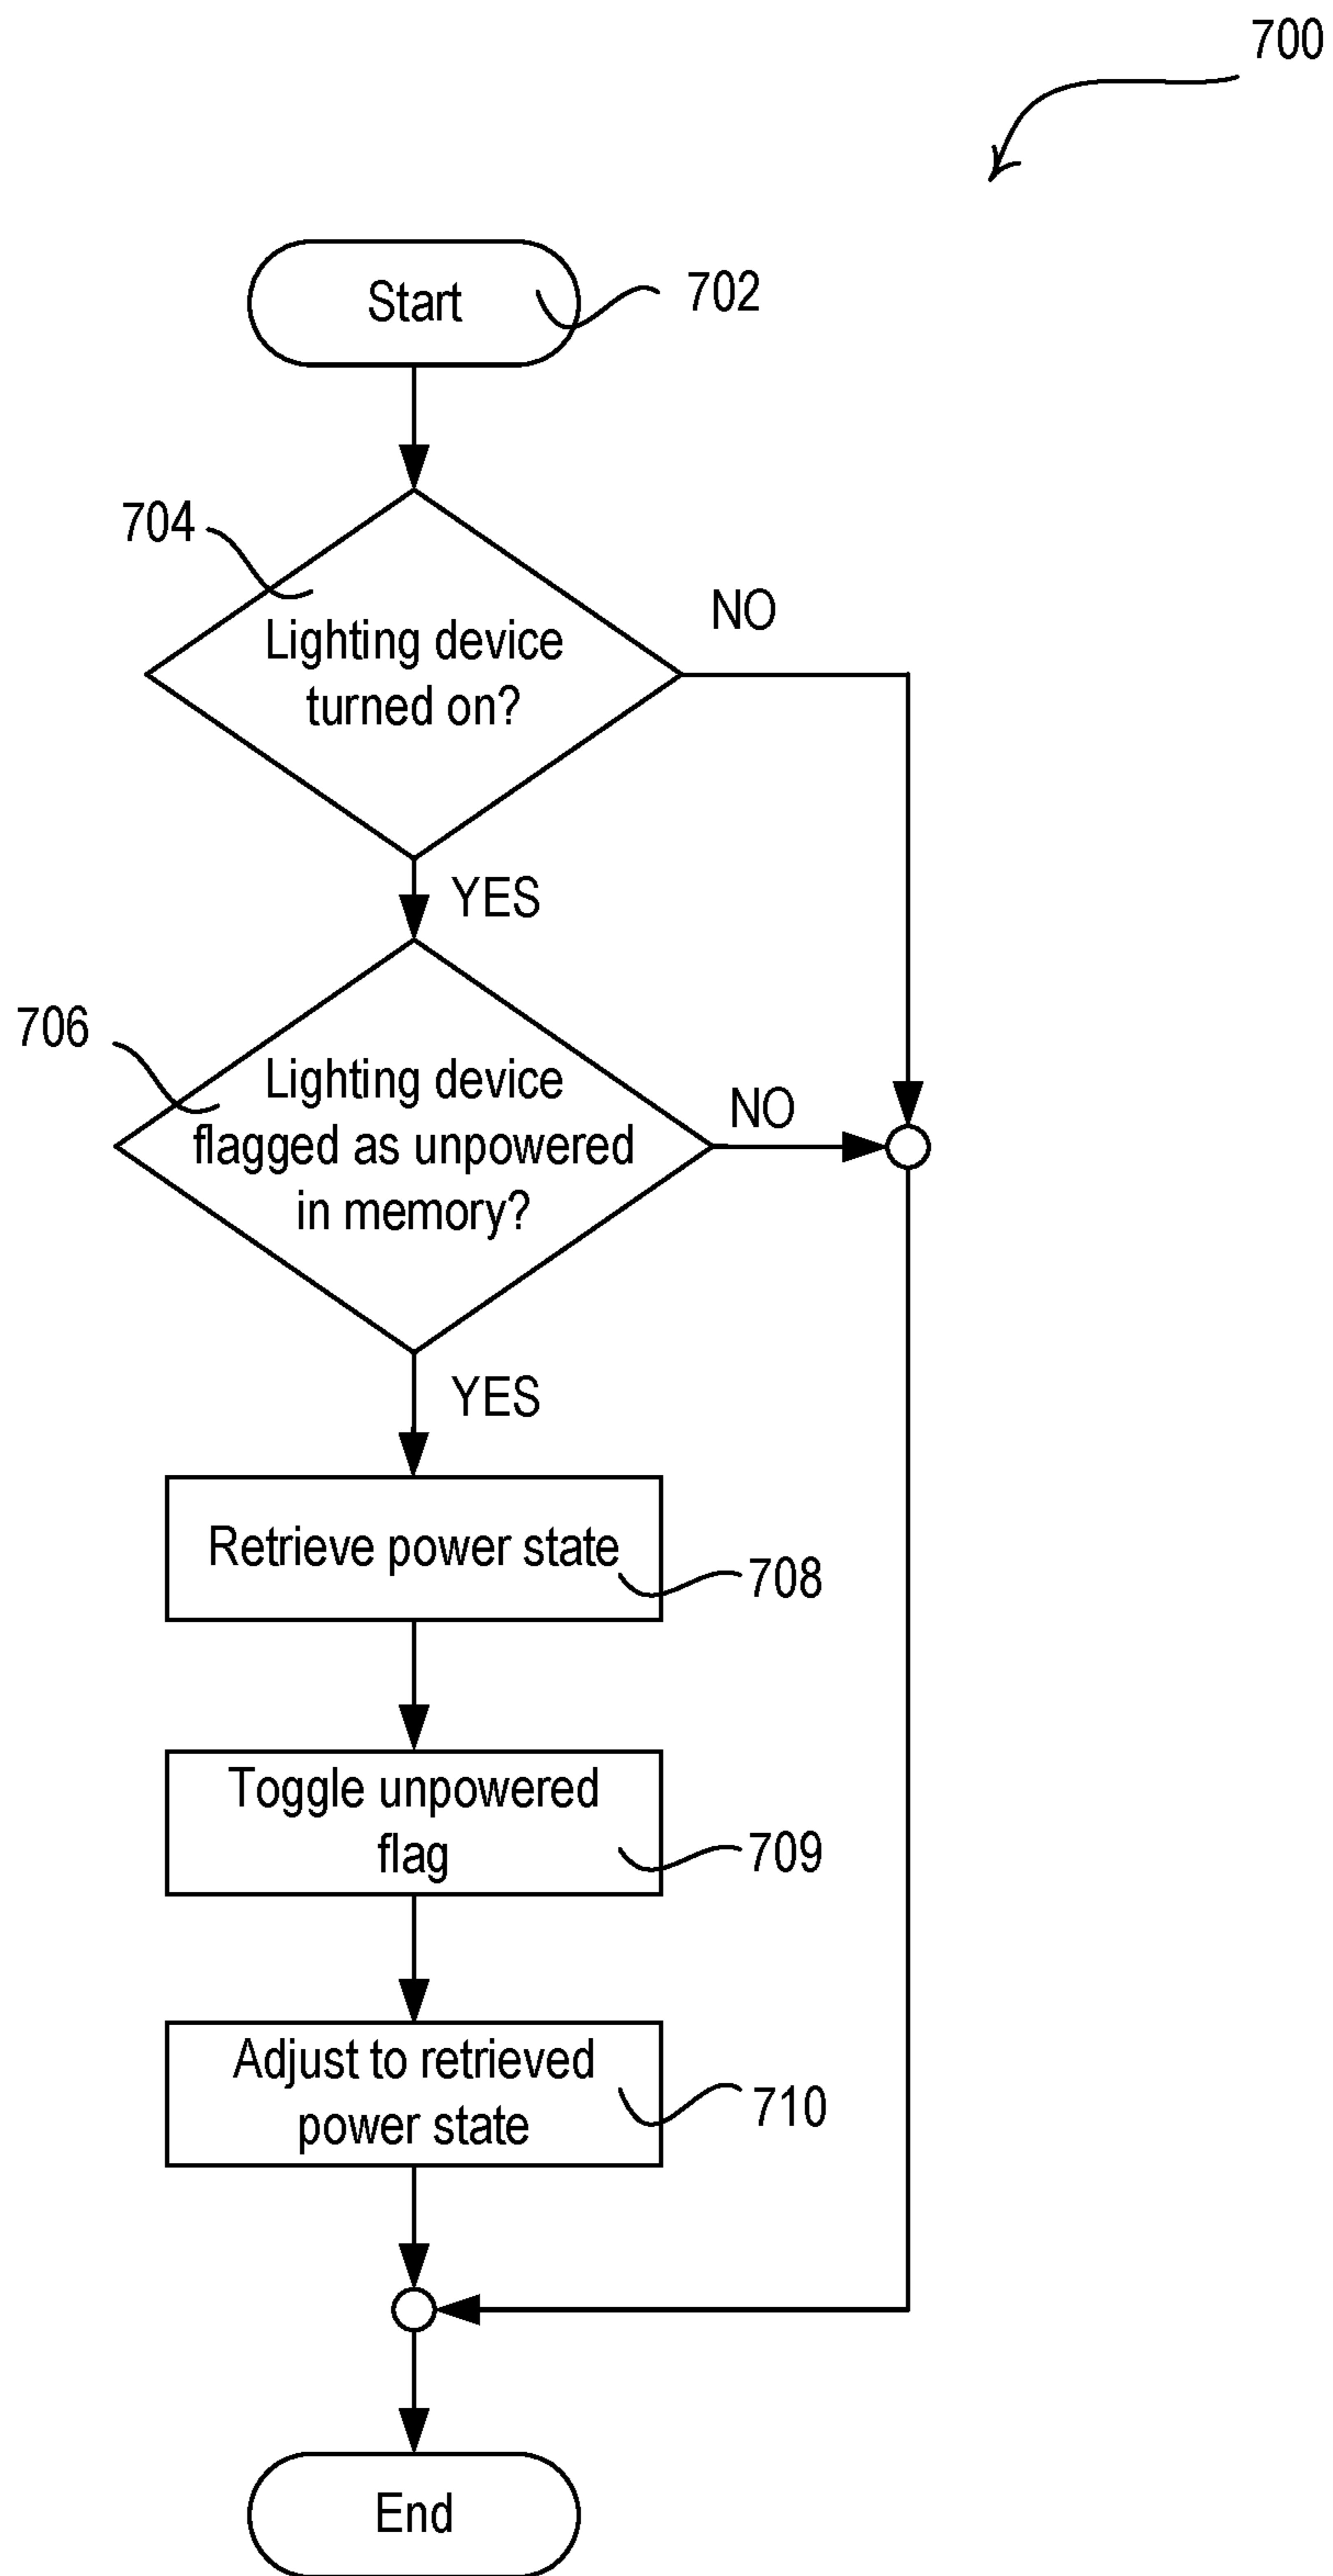 700
Start
702
704
Lighting device
turned on?
NO
YES
706
Lighting device
flagged as unpowered
in memory?
NO
YES
Retrieve power state
708
Toggle unpowered
flag
709
Adjust to retrieved
power state
710
End